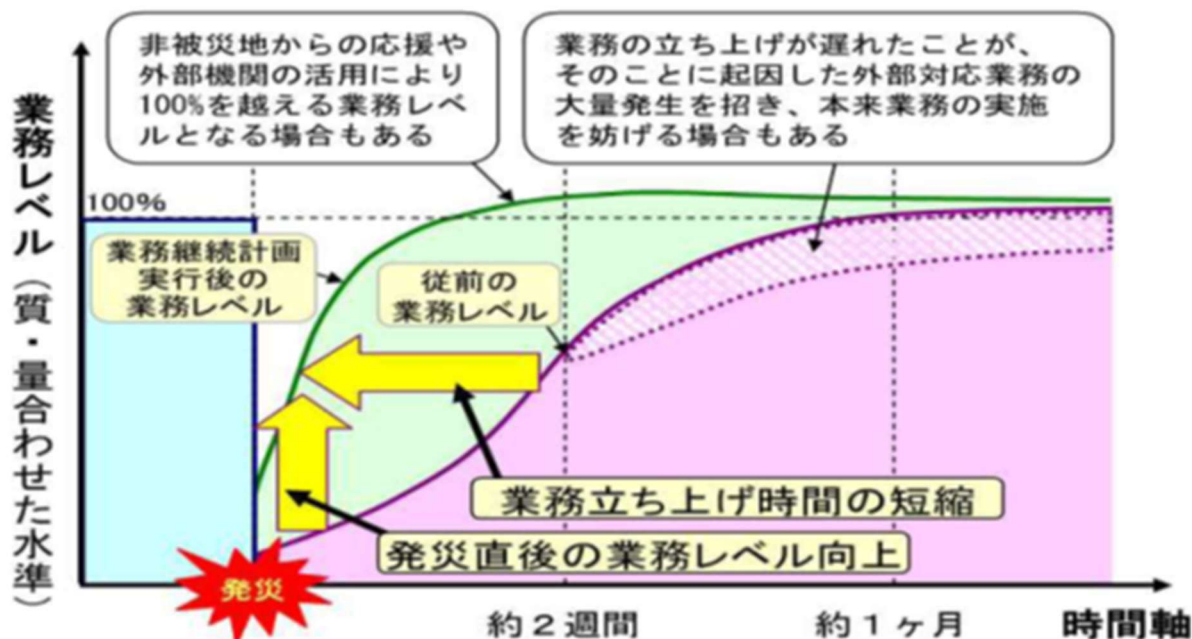 非被災地からの応援や
外部機関の活用により
100%を越える業務レベ
ルとなる場合もある
業務の立ち上げが遅れたことが、
そのことに起因した外部対応業務の
大量発生を招き、本来業務の実施
を妨げる場合もある
業務レベル（質・量合わせた水準）
100%
業務継続計画
実行後の
業務レベル
従前の
業務レベル
業務立ち上げ時間の短縮
発災直後の業務レベル向上
発災
約２週間
約１ヶ月
時間軸